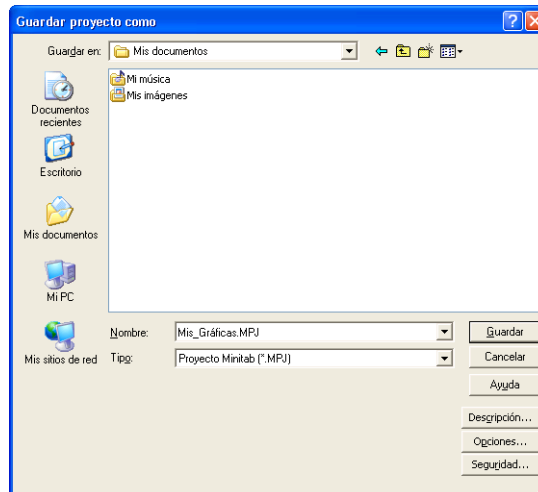 Guardar proyecto como
Guardar en: Mis documentos
Mi música
Mis imágenes
Documentos recientes
Escritorio
Mis documentos
Mi PC
Mis sitios de red
Nombre: Mis_Gráficas.MPJ
Tipo: Proyecto Minitab (*.MPJ)
Guardar
Cancelar
Ayuda
Descripción...
Opciones...
Seguridad...